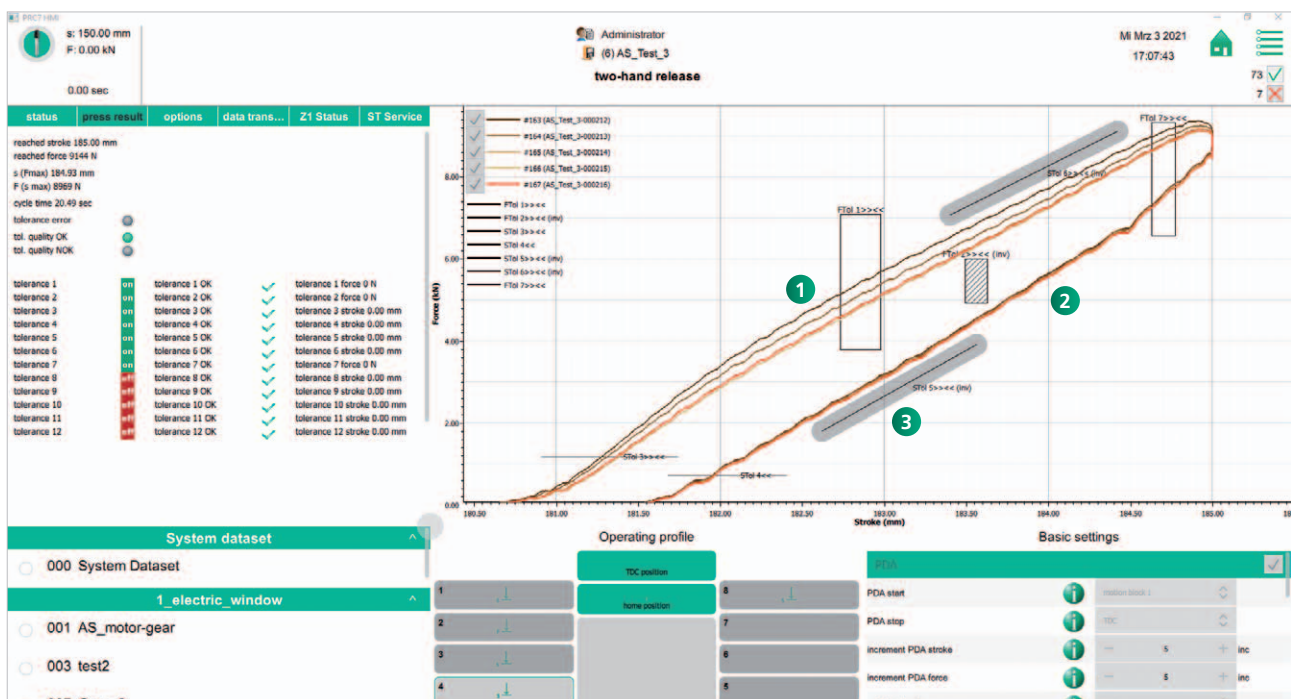 PRC7 HMI
s: 150.00 mm
F: 0.00 kN
0.00 sec
Administrator
(6) AS_Test_3
two-hand release
Mi Mrz 3 2021
17:07:43
73
7
status press result options data trans... Z1 Status ST Service
reached stroke 185.00 mm
reached force 9144 N
s (Fmax) 184.93 mm
F (s max) 8969 N
cycle time 20.49 sec
tolerance error
tol. quality OK
tol. quality NOK
tolerance 1 on tolerance 1 OK tolerance 1 force 0 N
tolerance 2 on tolerance 2 OK tolerance 2 force 0 N
tolerance 3 on tolerance 3 OK tolerance 3 stroke 0.00 mm
tolerance 4 on tolerance 4 OK tolerance 4 stroke 0.00 mm
tolerance 5 on tolerance 5 OK tolerance 5 stroke 0.00 mm
tolerance 6 on tolerance 6 OK tolerance 6 stroke 0.00 mm
tolerance 7 on tolerance 7 OK tolerance 7 force 0 N
tolerance 8 off tolerance 8 OK tolerance 8 stroke 0.00 mm
tolerance 9 off tolerance 9 OK tolerance 9 stroke 0.00 mm
tolerance 10 off tolerance 10 OK tolerance 10 stroke 0.00 mm
tolerance 11 off tolerance 11 OK tolerance 11 stroke 0.00 mm
tolerance 12 off tolerance 12 OK tolerance 12 stroke 0.00 mm
#163 (AS_Test_3-000212)
#164 (AS_Test_3-000213)
#165 (AS_Test_3-000214)
#166 (AS_Test_3-000215)
#167 (AS_Test_3-000216)
FTol 1>><<
FTol 2>><< (inv)
STol 3>><<
STol 4<<
STol 5>><< (inv)
STol 6>><< (inv)
FTol 7>><<
FTol 7>><<
STol 6>><< (inv)
FTol 1>><<
FTol 2>><< (inv)
1
2
STol 5>><< (inv)
3
STol 3>><<
STol 4<<
Force (kN)
8.00
6.00
4.00
2.00
0.00
180.50 181.00 181.50 182.00 182.50 183.00 183.50 184.00 184.50 185.00
Stroke (mm)
System dataset
000 System Dataset
1_electric_window
001 AS_motor-gear
003 test2
Operating profile
TDC position
home position
1
2
3
4
8
7
6
5
Basic settings
PDA
PDA start motion block 1
PDA stop TDC
increment PDA stroke 5 inc
increment PDA force 5 inc